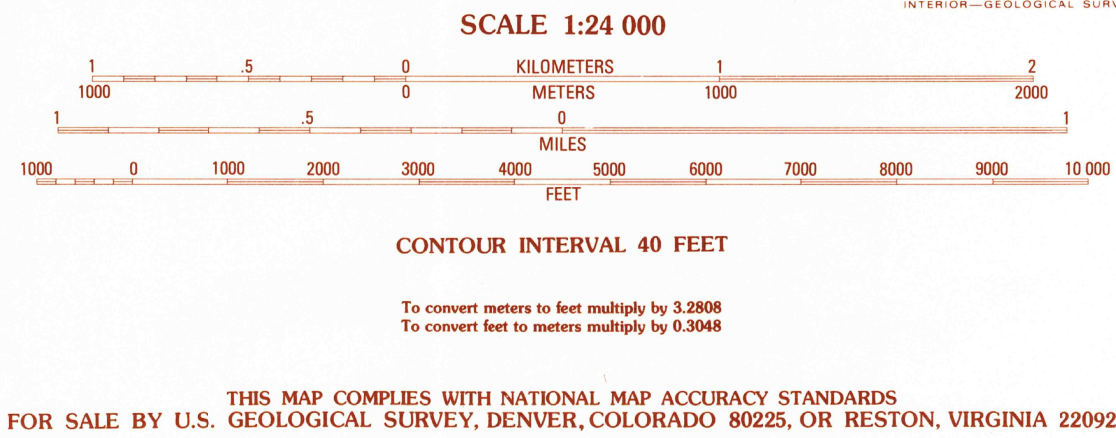 INTERIOR—GEOLOGICAL
SCALE 1:24 000
1 .5 0 KILOMETERS 1 2
1000 0 METERS 1000 2000
1 .5 0 1
MILES
1000 0 1000 2000 3000 4000 5000 6000 7000 8000 9000 10 000
FEET
CONTOUR INTERVAL 40 FEET
To convert meters to feet multiply by 3.2808
To convert feet to meters multiply by 0.3048
THIS MAP COMPLIES WITH NATIONAL MAP ACCURACY STANDARDS
FOR SALE BY U.S. GEOLOGICAL SURVEY, DENVER, COLORADO 80225, OR RESTON, VIRGINIA 22092